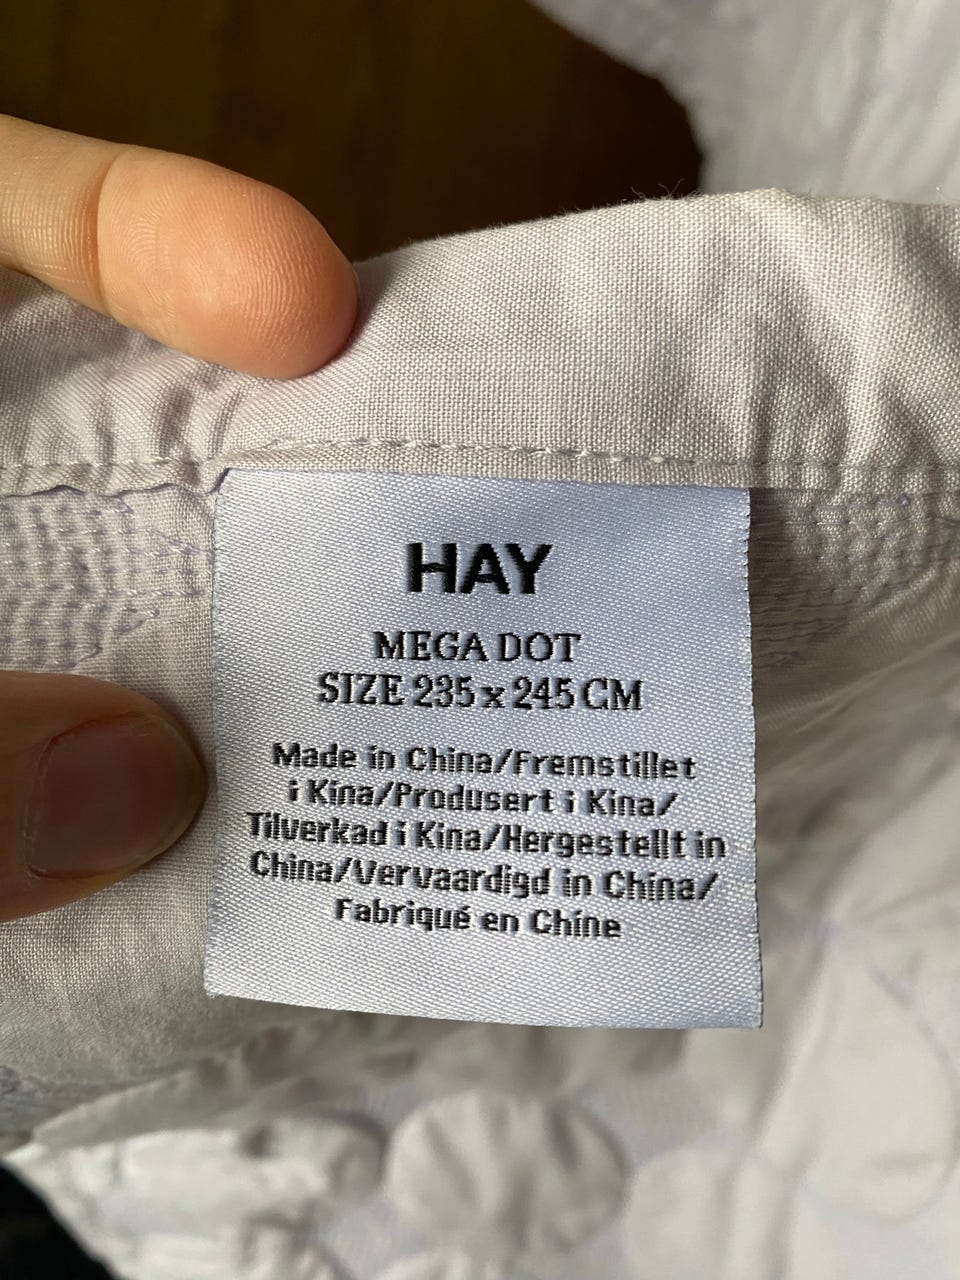 HAY
MEGA DOT
SIZE 235 x 245 CM
Made in China/Fremstillet
i Kina/Produsert i Kina/
Tilverkad i Kina/Hergestellt in
China/Vervaardigd in China/
Fabriqué en Chine